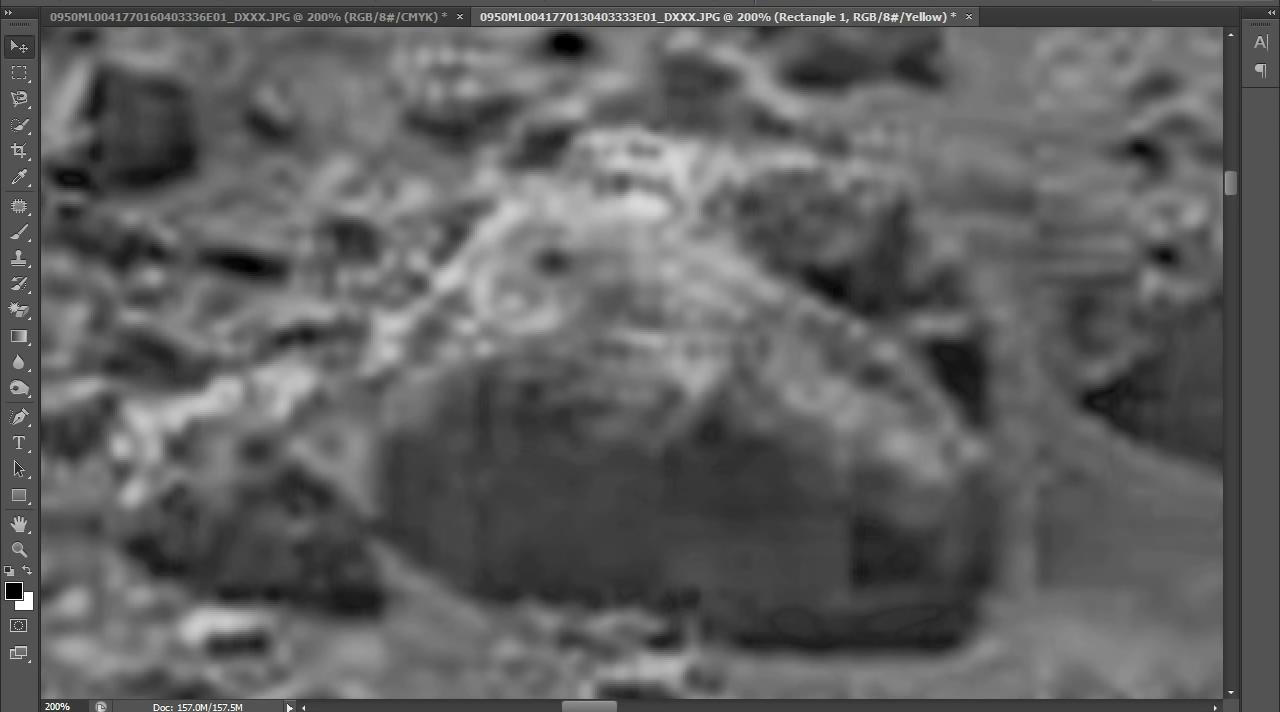 0950ML0041770160403336E01_DXXX.JPG @ 200% (RGB/8#/CMYK) * × 0950ML0041770130403333E01_DXXX.JPG @ 200% (Rectangle 1, RGB/8#/Yellow) * ×
A
¶
T
200% Doc: 157.0M/157.5M